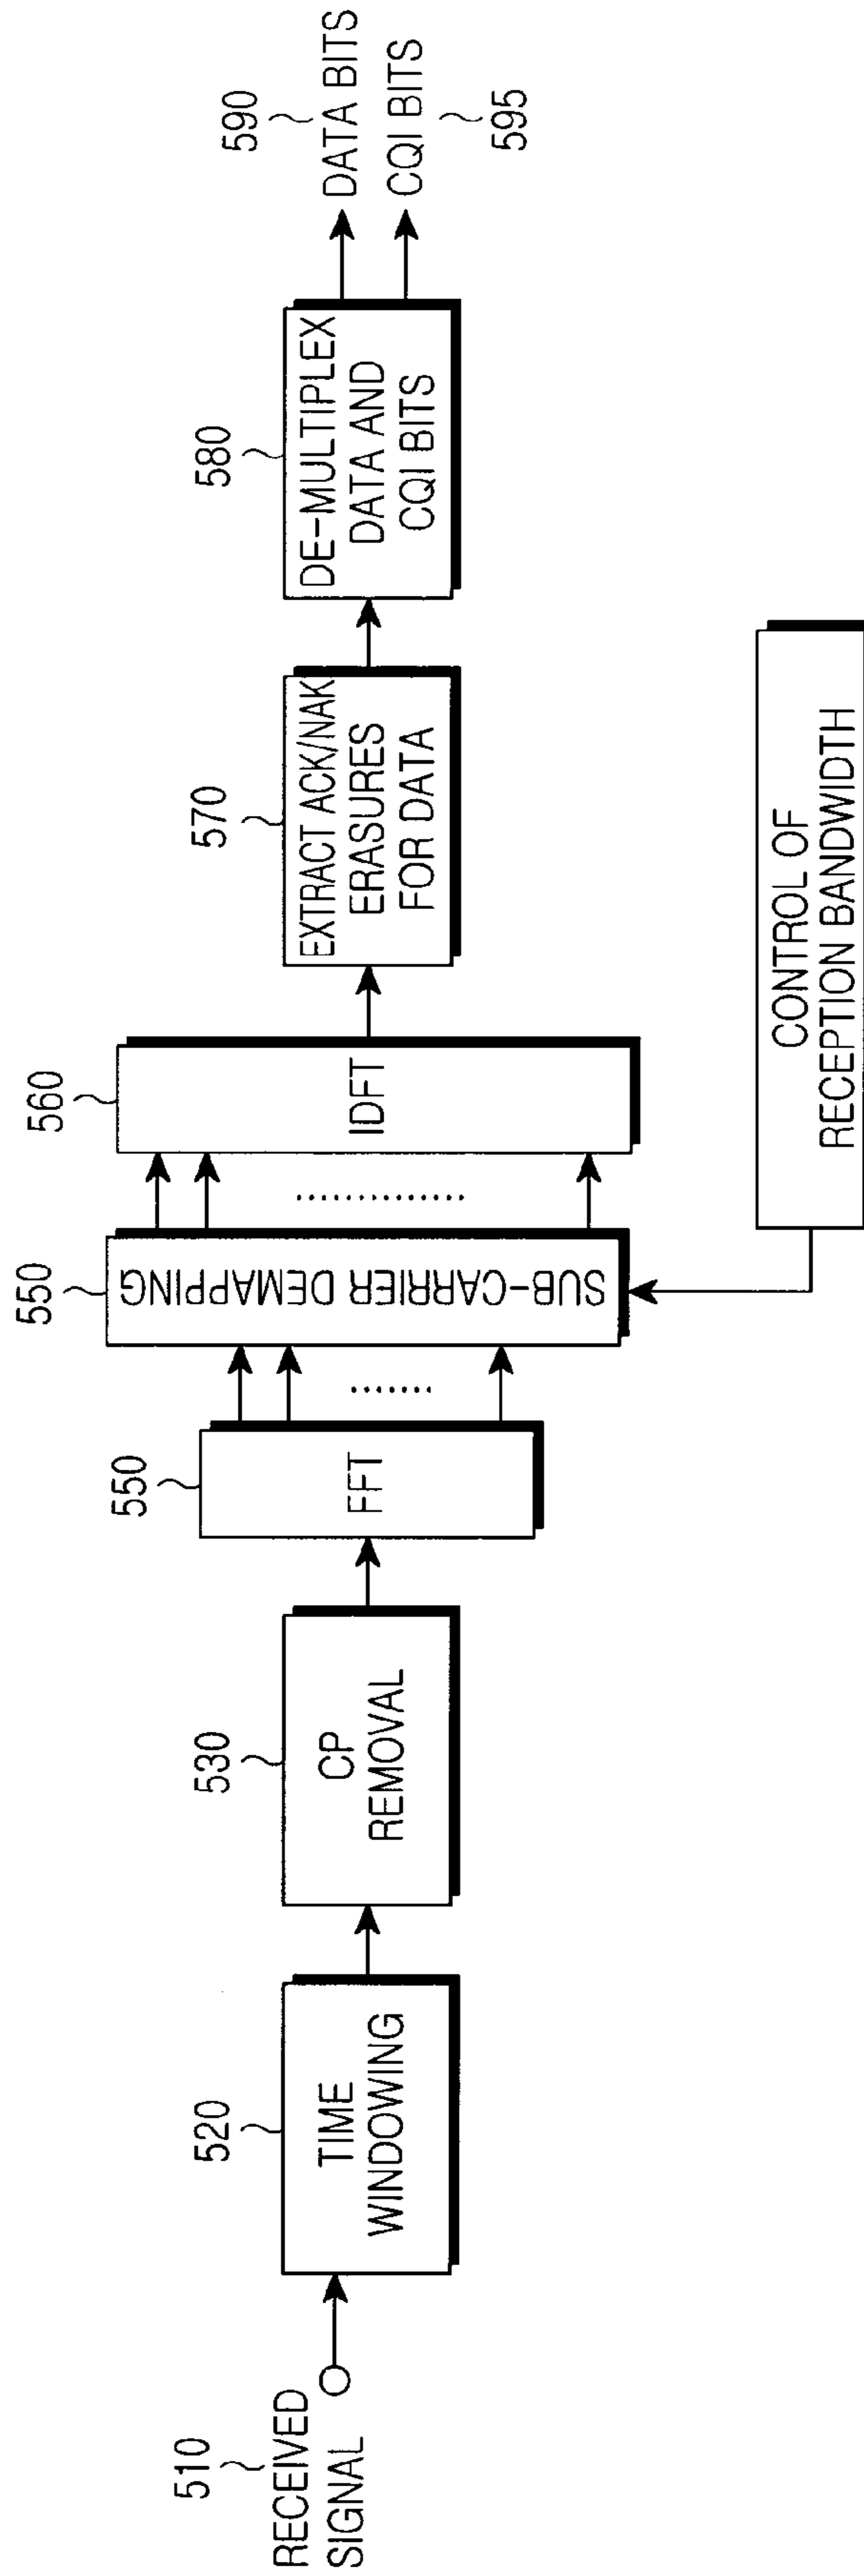 510
RECEIVED
SIGNAL
520
TIME
WINDOWING
530
CP
REMOVAL
550
FFT
550
SUB-CARRIER DEMAPPING
560
IDFT
570
EXTRACT ACK/NAK
ERASURES
FOR DATA
580
DE-MULTIPLEX
DATA AND
CQI BITS
590
DATA BITS
CQI BITS
595
CONTROL OF
RECEPTION BANDWIDTH